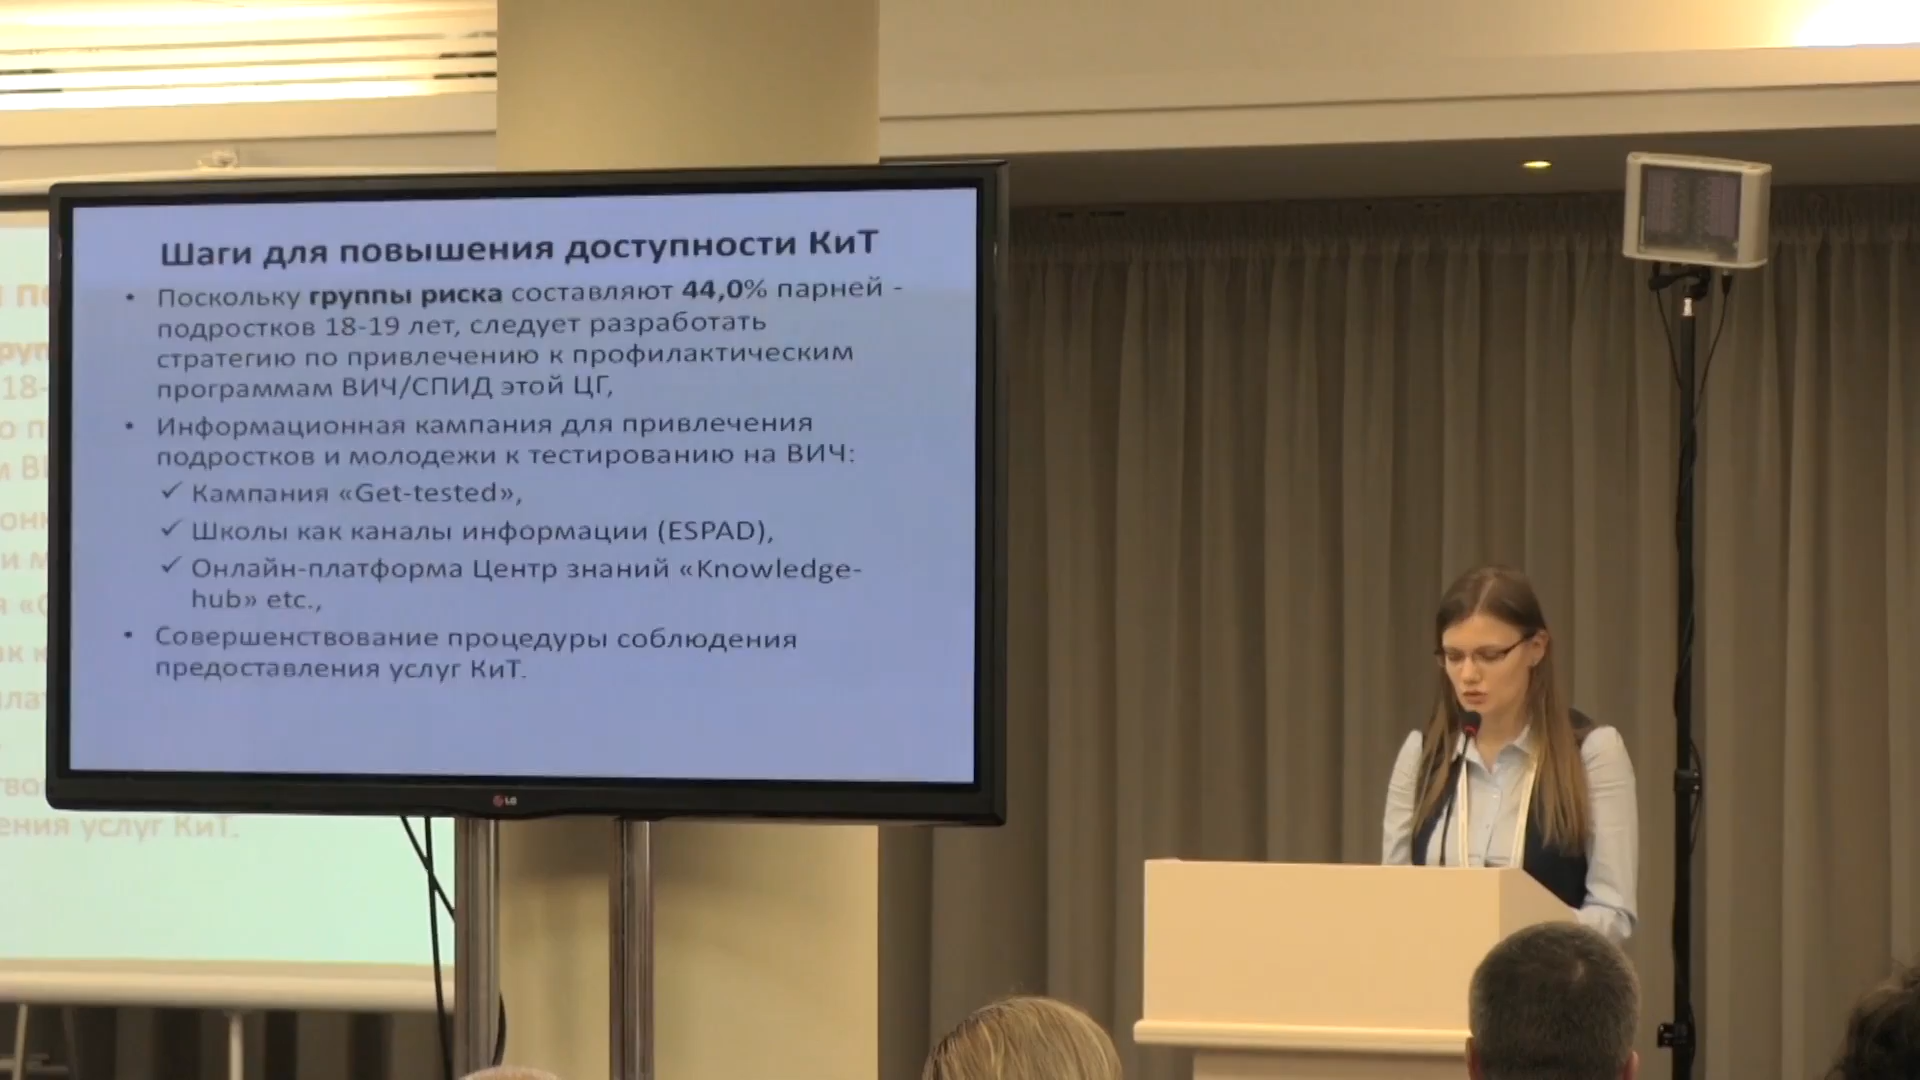 Шаги для повышения доступности КиТ
• Поскольку группы риска составляют 44,0% парней -
подростков 18-19 лет, следует разработать
стратегию по привлечению к профилактическим
программам ВИЧ/СПИД этой ЦГ,
• Информационная кампания для привлечения
подростков и молодежи к тестированию на ВИЧ:
✓ Кампания «Get-tested»,
✓ Школы как каналы информации (ESPAD),
✓ Онлайн-платформа Центр знаний «Knowledge-
hub» etc.,
• Совершенствование процедуры соблюдения
предоставления услуг КиТ.
LG
18-
ения услуг КиТ.